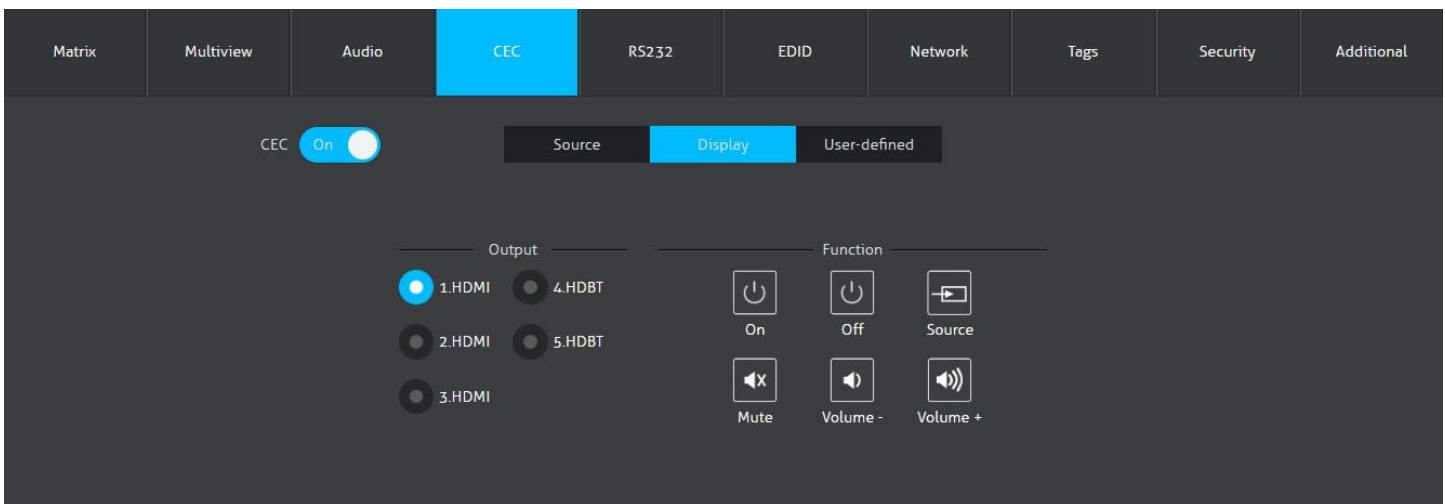 Matrix Multiview Audio CEC RS232 EDID Network Tags Security Additional
CEC On Source Display User-defined
Output Function
1.HDMI 4.HDBT
On Off Source
2.HDMI 5.HDBT
3.HDMI
Mute Volume - Volume +